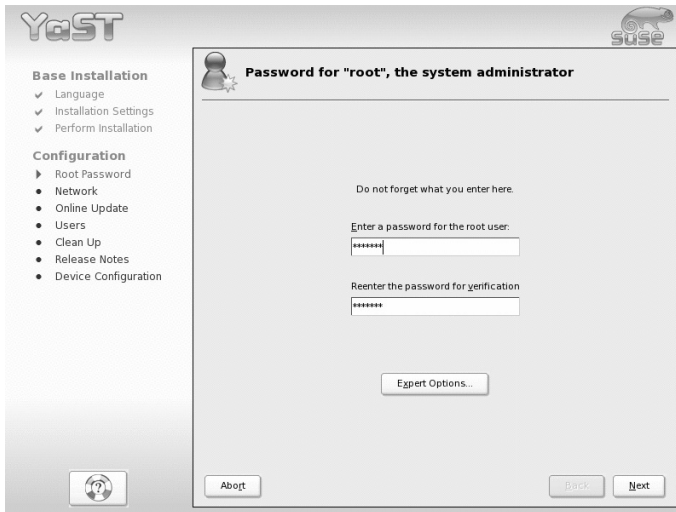 YaST
SUSE
Base Installation
Language
Installation Settings
Perform Installation
Configuration
Root Password
Network
Online Update
Users
Clean Up
Release Notes
Device Configuration
Password for "root", the system administrator
Do not forget what you enter here.
Enter a password for the root user:
*******
Reenter the password for verification
*******
Expert Options...
Abort
Back
Next